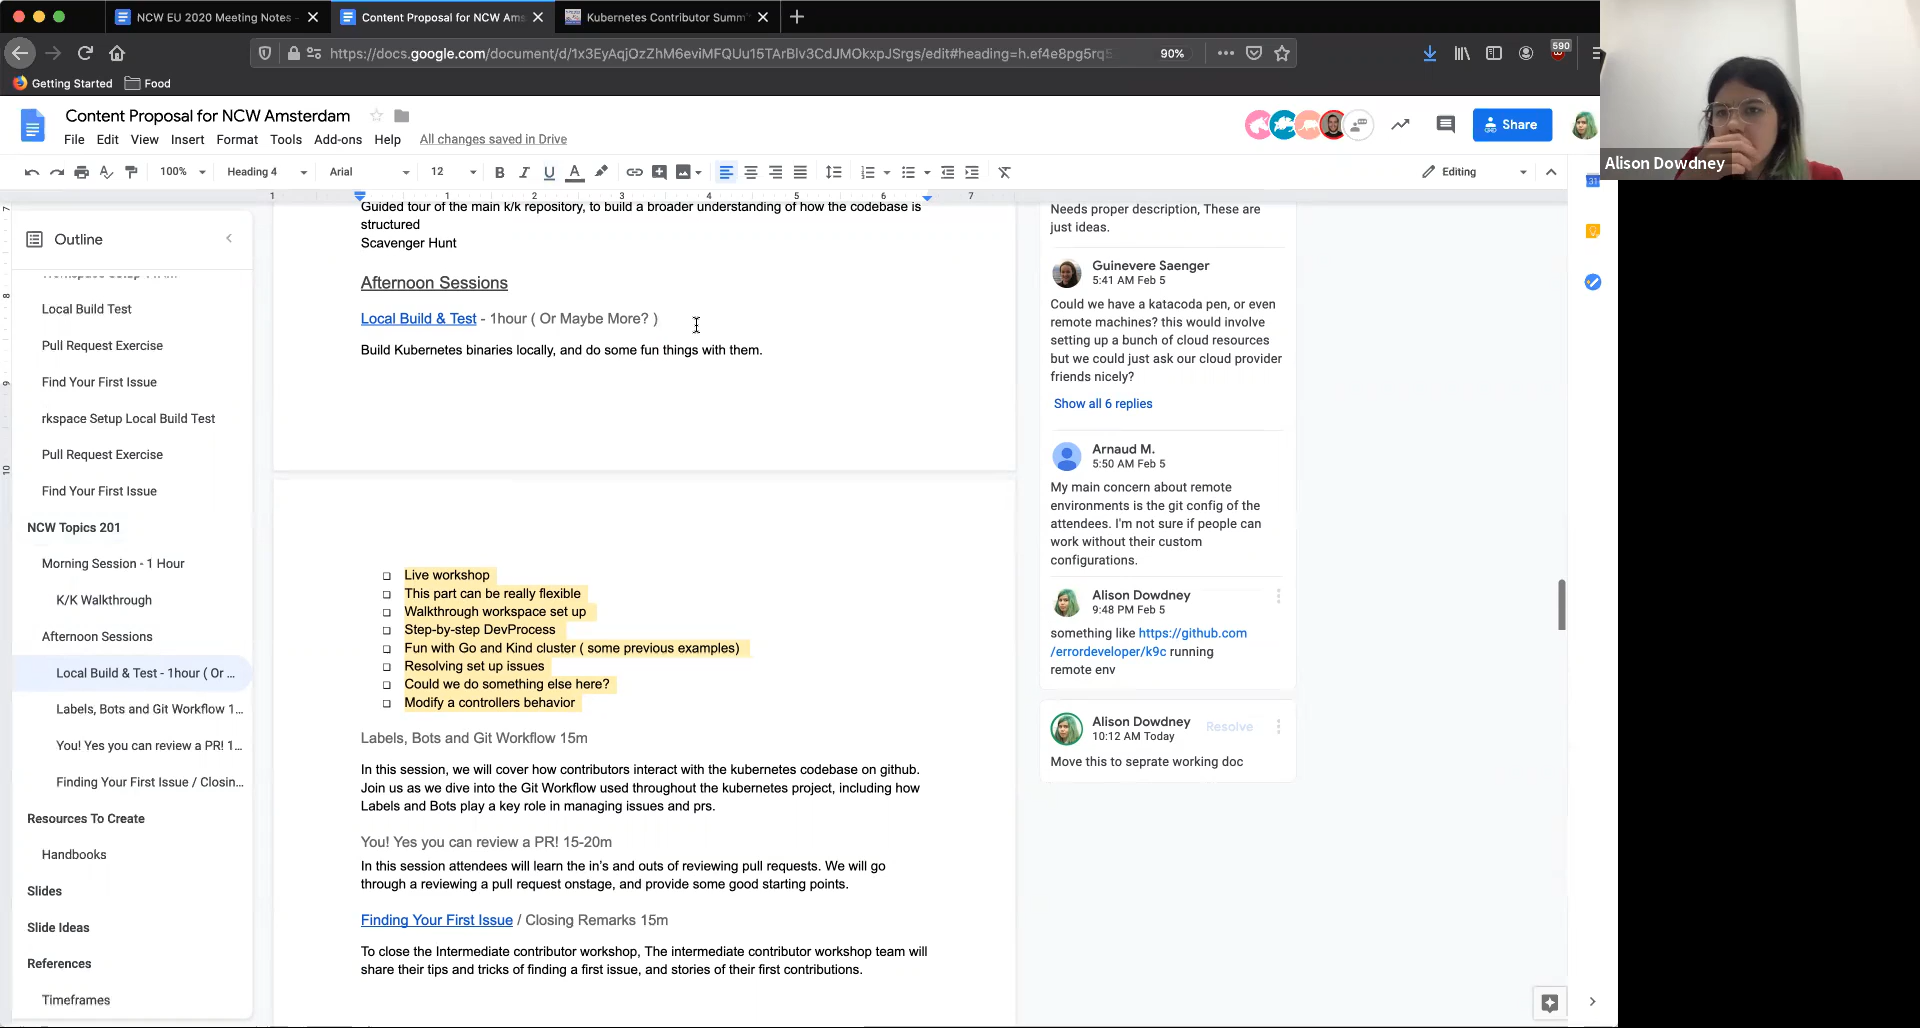 NCW EU 2020 Meeting Notes -
Content Proposal for NCW Ams
Kubernetes Contributor Summ
https://docs.google.com/document/d/1x3EyAqjOzZhM6eviMFQUu15TArBlv3CdJMOkxpJSrgs/edit#heading=h.ef4e8pg5rq5
90%
590
Getting Started
Food
Content Proposal for NCW Amsterdam
File Edit View Insert Format Tools Add-ons Help All changes saved in Drive
Share
Alison Dowdney
100% Heading 4 Arial 12 B I U A Editing
31
1 1 2 3 4 5 6 7
7
8
9
10
Outline
Local Build Test
Pull Request Exercise
Find Your First Issue
rkspace Setup Local Build Test
Pull Request Exercise
Find Your First Issue
NCW Topics 201
Morning Session - 1 Hour
K/K Walkthrough
Afternoon Sessions
Local Build & Test - 1hour ( Or ...
Labels, Bots and Git Workflow 1...
You! Yes you can review a PR! 1...
Finding Your First Issue / Closin...
Resources To Create
Handbooks
Slides
Slide Ideas
References
Timeframes
Guided tour of the main k/k repository, to build a broader understanding of how the codebase is
structured
Scavenger Hunt
Afternoon Sessions
Local Build & Test - 1hour ( Or Maybe More? )
Build Kubernetes binaries locally, and do some fun things with them.
Live workshop
This part can be really flexible
Walkthrough workspace set up
Step-by-step DevProcess
Fun with Go and Kind cluster ( some previous examples)
Resolving set up issues
Could we do something else here?
Modify a controllers behavior
Labels, Bots and Git Workflow 15m
In this session, we will cover how contributors interact with the kubernetes codebase on github.
Join us as we dive into the Git Workflow used throughout the kubernetes project, including how
Labels and Bots play a key role in managing issues and prs.
You! Yes you can review a PR! 15-20m
In this session attendees will learn the in's and outs of reviewing pull requests. We will go
through a reviewing a pull request onstage, and provide some good starting points.
Finding Your First Issue / Closing Remarks 15m
To close the Intermediate contributor workshop, The intermediate contributor workshop team will
share their tips and tricks of finding a first issue, and stories of their first contributions.
Needs proper description, These are
just ideas.
Guinevere Saenger
5:41 AM Feb 5
Could we have a katacoda pen, or even
remote machines? this would involve
setting up a bunch of cloud resources
but we could just ask our cloud provider
friends nicely?
Show all 6 replies
Arnaud M.
5:50 AM Feb 5
My main concern about remote
environments is the git config of the
attendees. I'm not sure if people can
work without their custom
configurations.
Alison Dowdney
9:48 PM Feb 5
something like https://github.com
/errordeveloper/k9c running
remote env
Alison Dowdney
Resolve
10:12 AM Today
Move this to seprate working doc